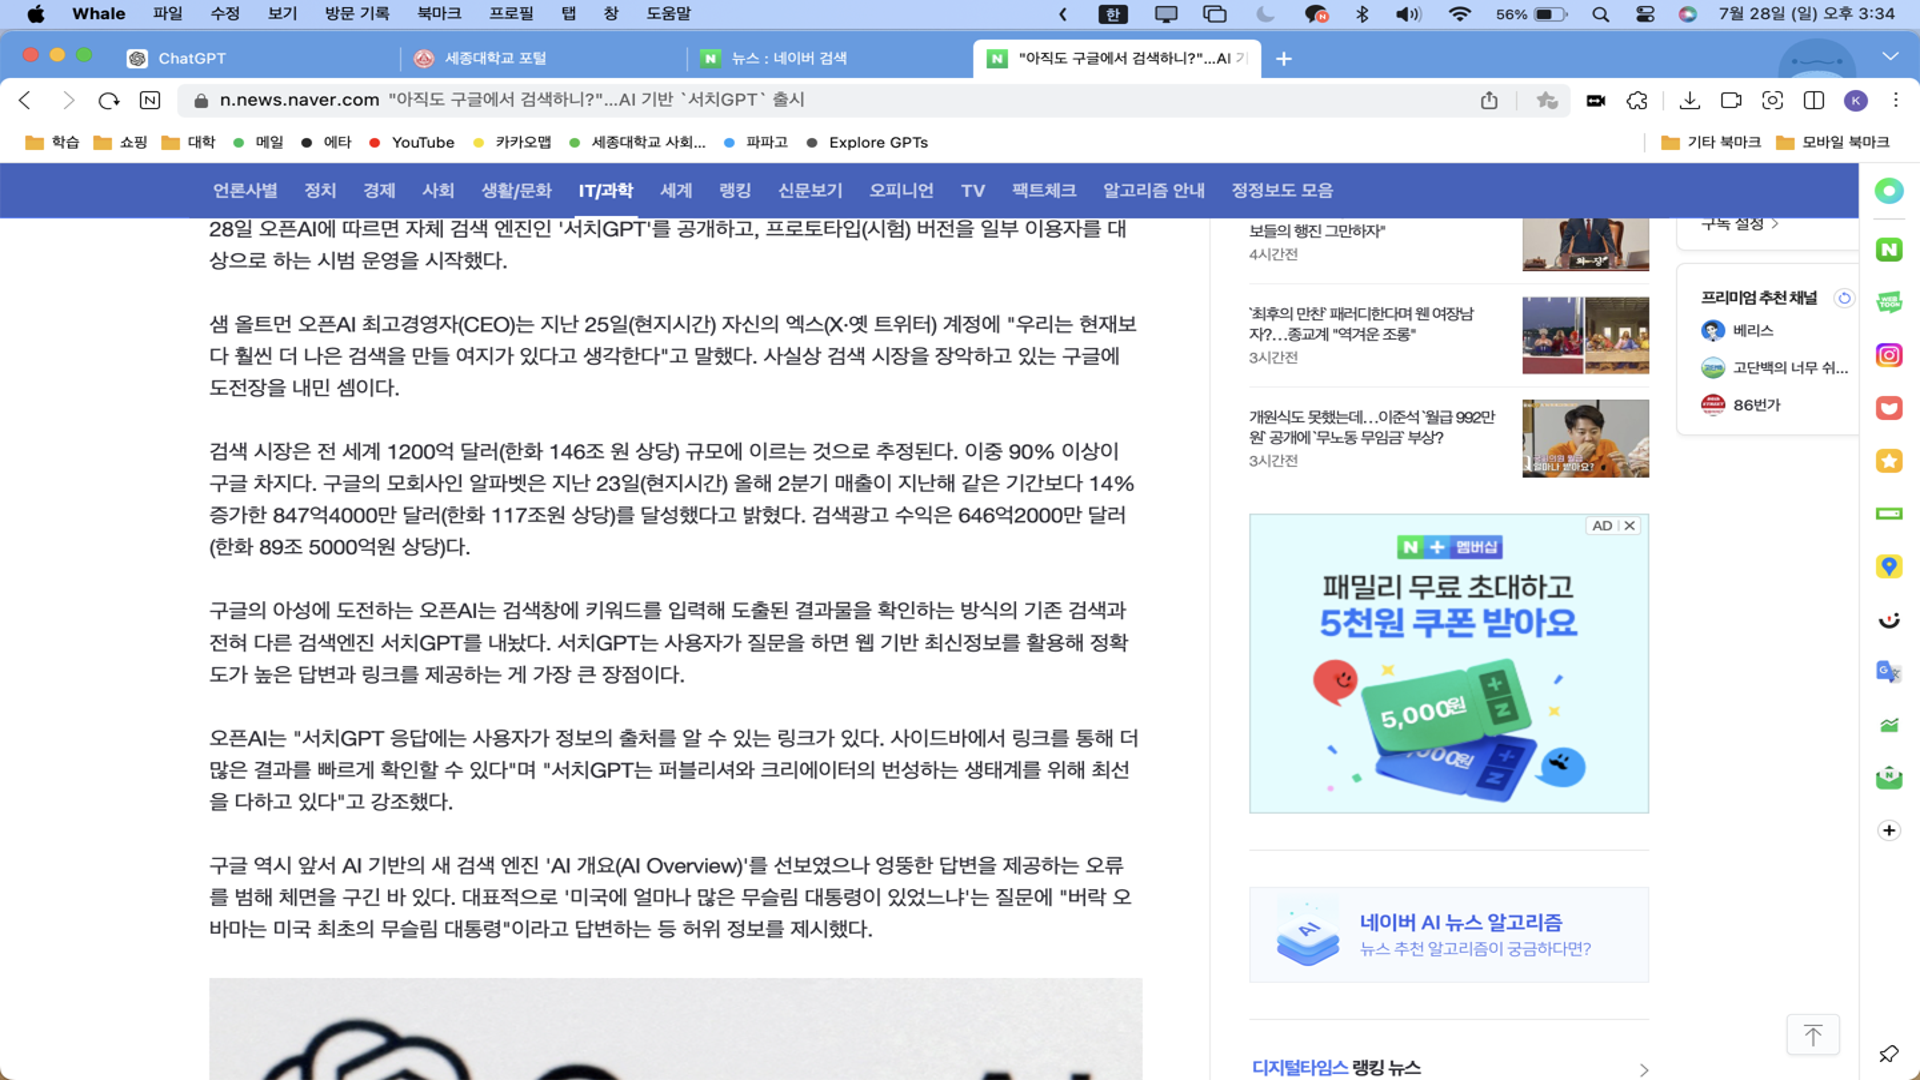 Whale 파일 수정 보기 방문 기록 북마크 프로필 탭 창 도움말 한 56% 7월 28일 (일) 오후 3:34
ChatGPT 세종대학교 포털 뉴스 : 네이버 검색 "아직도 구글에서 검색하니?"...AI 기
n.news.naver.com "아직도 구글에서 검색하니?"...AI 기반 `서치GPT` 출시 K
학습 쇼핑 대학 메일 에타 YouTube 카카오맵 세종대학교 사회... 파파고 Explore GPTs 기타 북마크 모바일 북마크
언론사별 정치 경제 사회 생활/문화 IT/과학 세계 랭킹 신문보기 오피니언 TV 팩트체크 알고리즘 안내 정정보도 모음
28일 오픈AI에 따르면 자체 검색 엔진인 '서치GPT'를 공개하고, 프로토타입(시험) 버전을 일부 이용자를 대
상으로 하는 시범 운영을 시작했다.
샘 올트먼 오픈AI 최고경영자(CEO)는 지난 25일(현지시간) 자신의 엑스(X·옛 트위터) 계정에 "우리는 현재보
다 훨씬 더 나은 검색을 만들 여지가 있다고 생각한다"고 말했다. 사실상 검색 시장을 장악하고 있는 구글에
도전장을 내민 셈이다.
검색 시장은 전 세계 1200억 달러(한화 146조 원 상당) 규모에 이르는 것으로 추정된다. 이중 90% 이상이
구글 차지다. 구글의 모회사인 알파벳은 지난 23일(현지시간) 올해 2분기 매출이 지난해 같은 기간보다 14%
증가한 847억4000만 달러(한화 117조원 상당)를 달성했다고 밝혔다. 검색광고 수익은 646억2000만 달러
(한화 89조 5000억원 상당)다.
구글의 아성에 도전하는 오픈AI는 검색창에 키워드를 입력해 도출된 결과물을 확인하는 방식의 기존 검색과
전혀 다른 검색엔진 서치GPT를 내놨다. 서치GPT는 사용자가 질문을 하면 웹 기반 최신정보를 활용해 정확
도가 높은 답변과 링크를 제공하는 게 가장 큰 장점이다.
오픈AI는 "서치GPT 응답에는 사용자가 정보의 출처를 알 수 있는 링크가 있다. 사이드바에서 링크를 통해 더
많은 결과를 빠르게 확인할 수 있다"며 "서치GPT는 퍼블리셔와 크리에이터의 번성하는 생태계를 위해 최선
을 다하고 있다"고 강조했다.
구글 역시 앞서 AI 기반의 새 검색 엔진 'AI 개요(AI Overview)'를 선보였으나 엉뚱한 답변을 제공하는 오류
를 범해 체면을 구긴 바 있다. 대표적으로 '미국에 얼마나 많은 무슬림 대통령이 있었느냐'는 질문에 "버락 오
바마는 미국 최초의 무슬림 대통령"이라고 답변하는 등 허위 정보를 제시했다.
보들의 행진 그만하자"
4시간전
`최후의 만찬` 패러디한다며 웬 여장남
자?...종교계 "역겨운 조롱"
3시간전
개원식도 못했는데...이준석 `월급 992만
원` 공개에 `무노동 무임금` 부상?
3시간전
국회의원 월급
얼마나 받아요?
AD
N + 멤버십
패밀리 무료 초대하고
5천원 쿠폰 받아요
5,000원
네이버 AI 뉴스 알고리즘
뉴스 추천 알고리즘이 궁금하다면?
AI
디지털타임스 랭킹 뉴스
구독 설정
프리미엄 추천 채널
베리스
고단백의 너무 쉬...
86번가
N
WEB
TOON